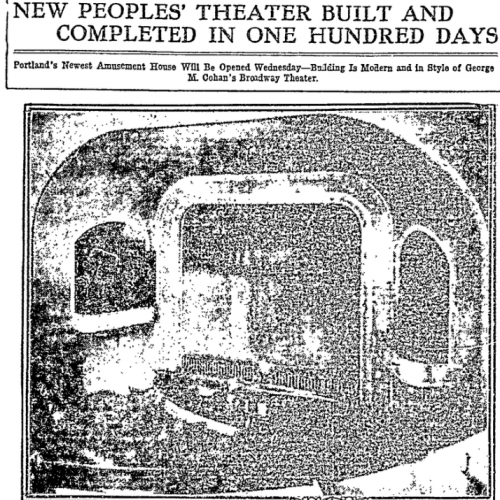 NEW PEOPLES' THEATER BUILT AND
COMPLETED IN ONE HUNDRED DAYS
Portland's Newest Amusement House Will Be Opened Wednesday—Building Is Modern and in Style of George
M. Cohan's Broadway Theater.